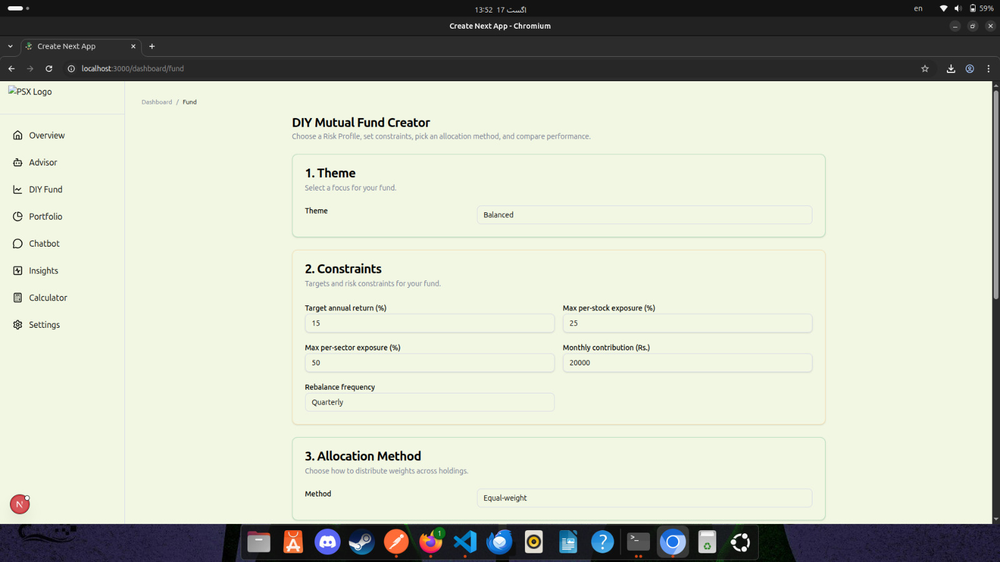 13:52 17 اگست
en
59%
Create Next App - Chromium
Create Next App
localhost:3000/dashboard/fund
PSX Logo
Overview
Advisor
DIY Fund
Portfolio
Chatbot
Insights
Calculator
Settings
N
Dashboard / Fund
DIY Mutual Fund Creator
Choose a Risk Profile, set constraints, pick an allocation method, and compare performance.
1. Theme
Select a focus for your fund.
Theme
Balanced
2. Constraints
Targets and risk constraints for your fund.
Target annual return (%)
15
Max per-stock exposure (%)
25
Max per-sector exposure (%)
50
Monthly contribution (Rs.)
20000
Rebalance frequency
Quarterly
3. Allocation Method
Choose how to distribute weights across holdings.
Method
Equal-weight
1